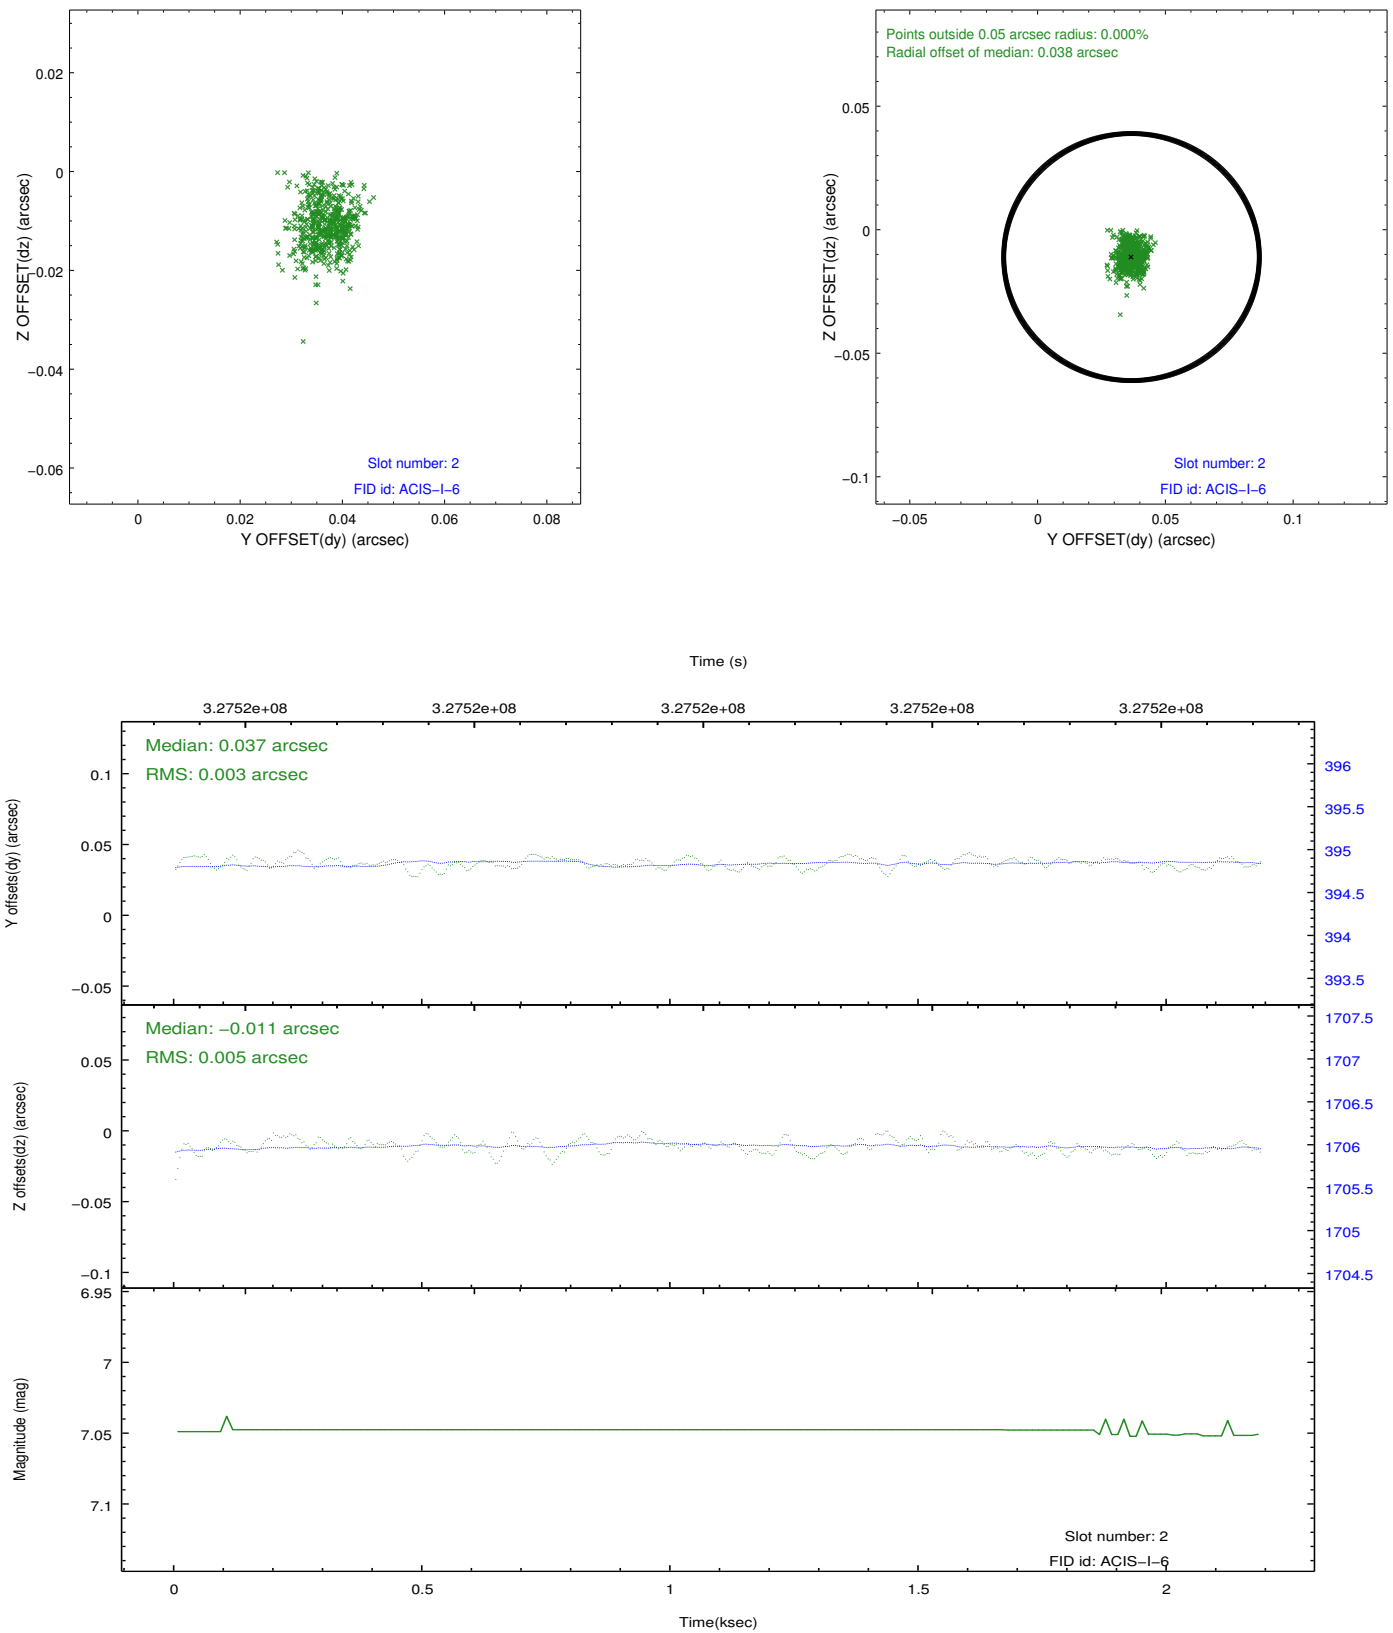 0.02
0
−0.02
−0.04
−0.06
Z OFFSET(dz) (arcsec)
Slot number: 2
FID id: ACIS−I−6
0
0.02
0.04
0.06
0.08
Y OFFSET(dy) (arcsec)
Points outside 0.05 arcsec radius: 0.000%
Radial offset of median: 0.038 arcsec
0.05
0
−0.05
−0.1
Z OFFSET(dz) (arcsec)
Slot number: 2
FID id: ACIS−I−6
−0.05
0
0.05
0.1
Y OFFSET(dy) (arcsec)
Time (s)
3.2752e+08
3.2752e+08
3.2752e+08
3.2752e+08
3.2752e+08
Median: 0.037 arcsec
RMS: 0.003 arcsec
0.1
0.05
0
−0.05
Y offsets(dy) (arcsec)
396
395.5
395
394.5
394
393.5
Median: −0.011 arcsec
RMS: 0.005 arcsec
0.05
0
−0.05
−0.1
Z offsets(dz) (arcsec)
1707.5
1707
1706.5
1706
1705.5
1705
1704.5
6.95
7
7.05
7.1
Magnitude (mag)
Slot number: 2
FID id: ACIS−I−6
0
0.5
1
1.5
2
Time(ksec)